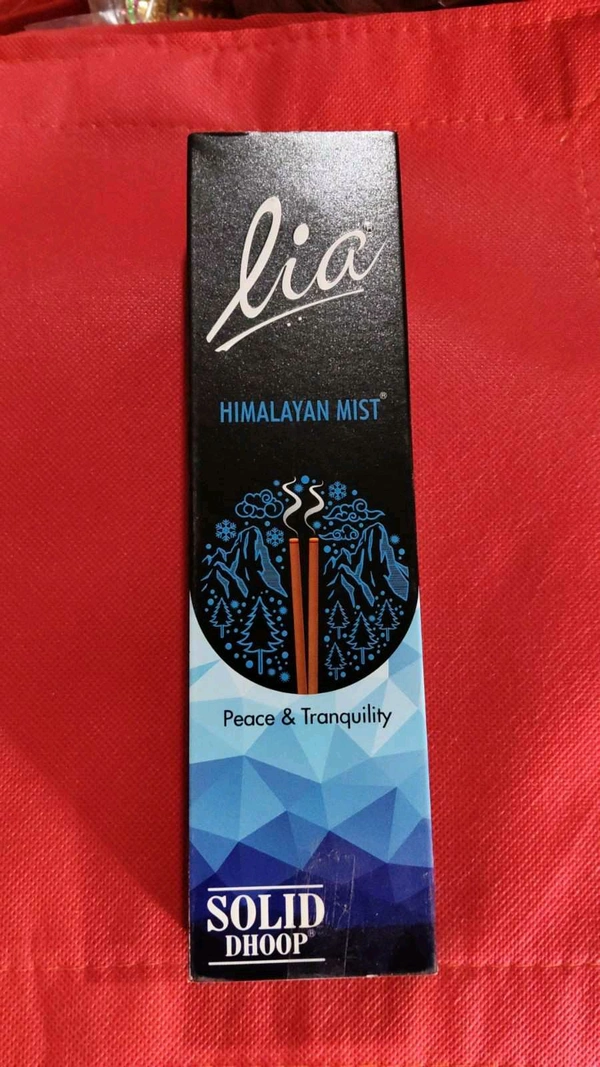 lia
HIMALAYAN MIST®
Peace & Tranquility
SOLID
DHOOP®